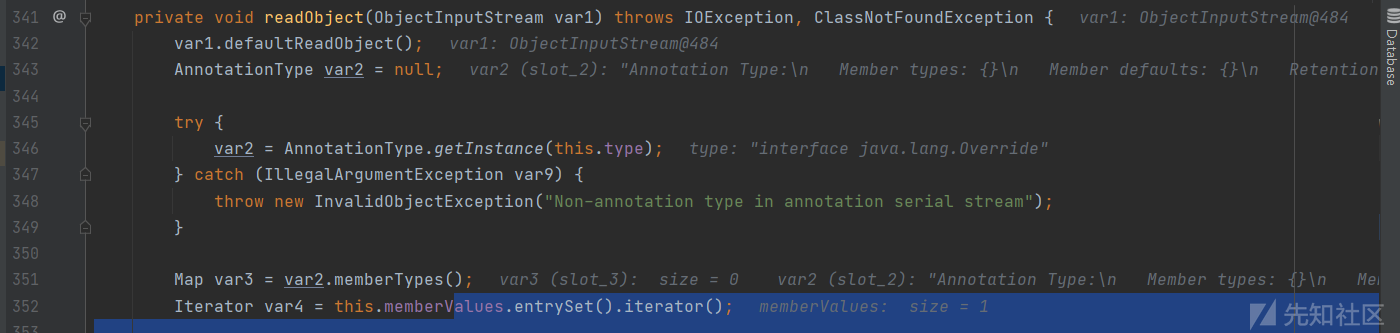 341 @ private void readObject(ObjectInputStream var1) throws IOException, ClassNotFoundException { var1: ObjectInputStream@484
342 var1.defaultReadObject(); var1: ObjectInputStream@484
343 AnnotationType var2 = null; var2 (slot_2): "Annotation Type:\n Member types: {}\n Member defaults: {}\n Retention
344
345 try {
346 var2 = AnnotationType.getInstance(this.type); type: "interface java.lang.Override"
347 } catch (IllegalArgumentException var9) {
348 throw new InvalidObjectException("Non-annotation type in annotation serial stream");
349 }
350
351 Map var3 = var2.memberTypes(); var3 (slot_3): size = 0 var2 (slot_2): "Annotation Type:\n Member types: {}\n Me
352 Iterator var4 = this.memberValues.entrySet().iterator(); memberValues: size = 1
353
Database
先知社区